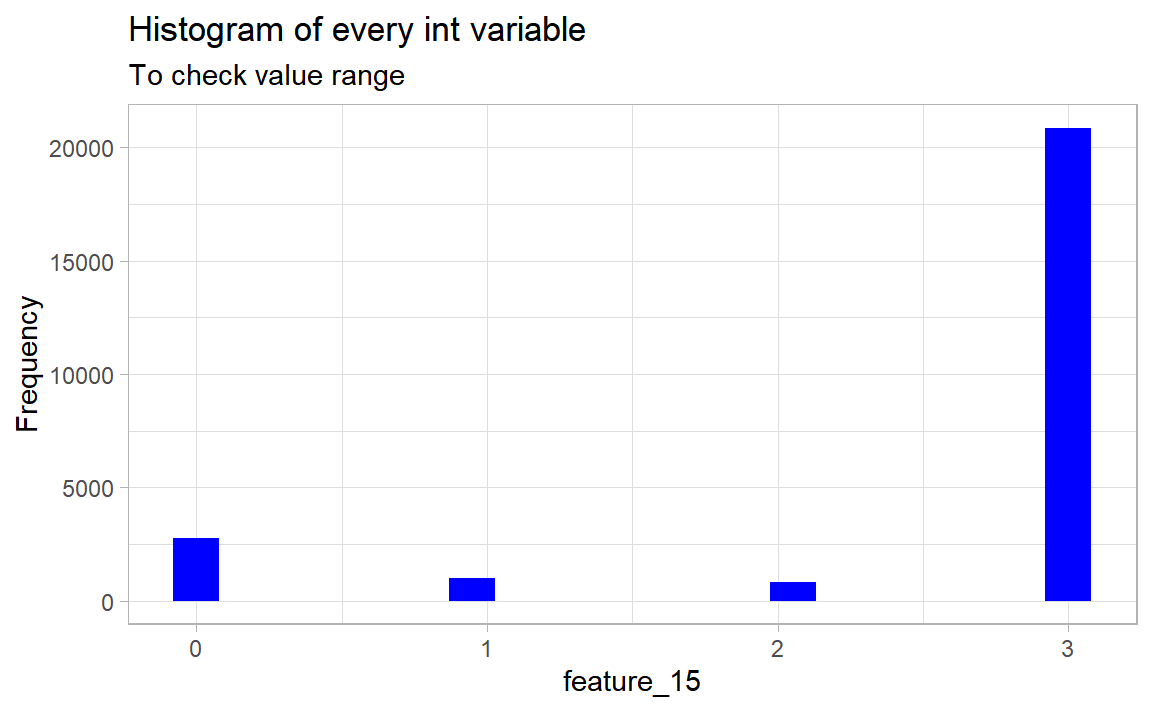 Histogram of every int variable
To check value range
Frequency
20000
15000
10000
5000
0
0 1 2 3
feature_15